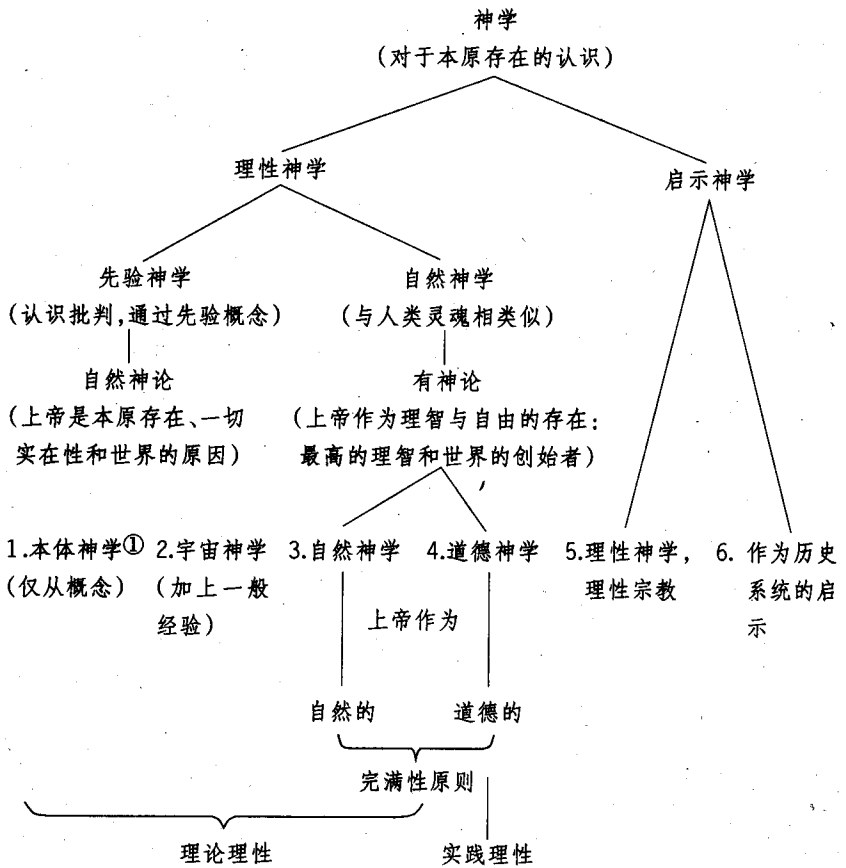 神学
(对于本原存在的认识)
理性神学
启示神学
先验神学
(认识批判,通过先验概念)
自然神学
(与人类灵魂相类似)
自然神论
(上帝是本原存在、一切
实在性和世界的原因)
有神论
(上帝作为理智与自由的存在:
最高的理智和世界的创始者)
1.本体神学①
(仅从概念)
2.宇宙神学
(加上一般
经验)
3.自然神学
4.道德神学
5.理性神学,
理性宗教
6. 作为历史
系统的启
示
上帝作为
自然的
道德的
完满性原则
理论理性
实践理性